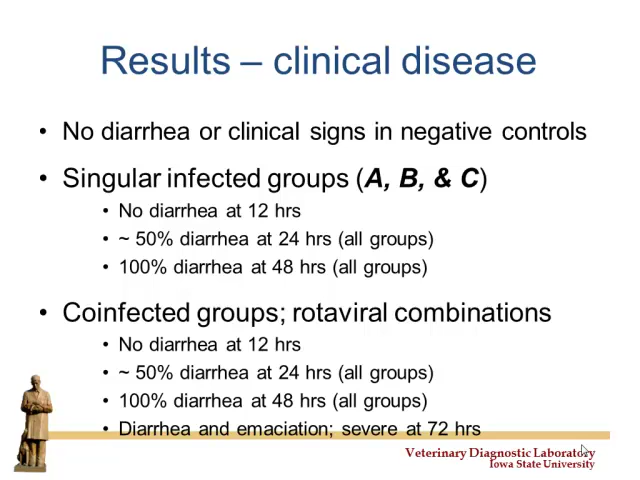 Results – clinical disease
• No diarrhea or clinical signs in negative controls
• Singular infected groups (A, B, & C)
• No diarrhea at 12 hrs
• ~ 50% diarrhea at 24 hrs (all groups)
• 100% diarrhea at 48 hrs (all groups)
• Coinfected groups; rotaviral combinations
• No diarrhea at 12 hrs
• ~ 50% diarrhea at 24 hrs (all groups)
• 100% diarrhea at 48 hrs (all groups)
• Diarrhea and emaciation; severe at 72 hrs
Veterinary Diagnostic Laboratory
Iowa State University